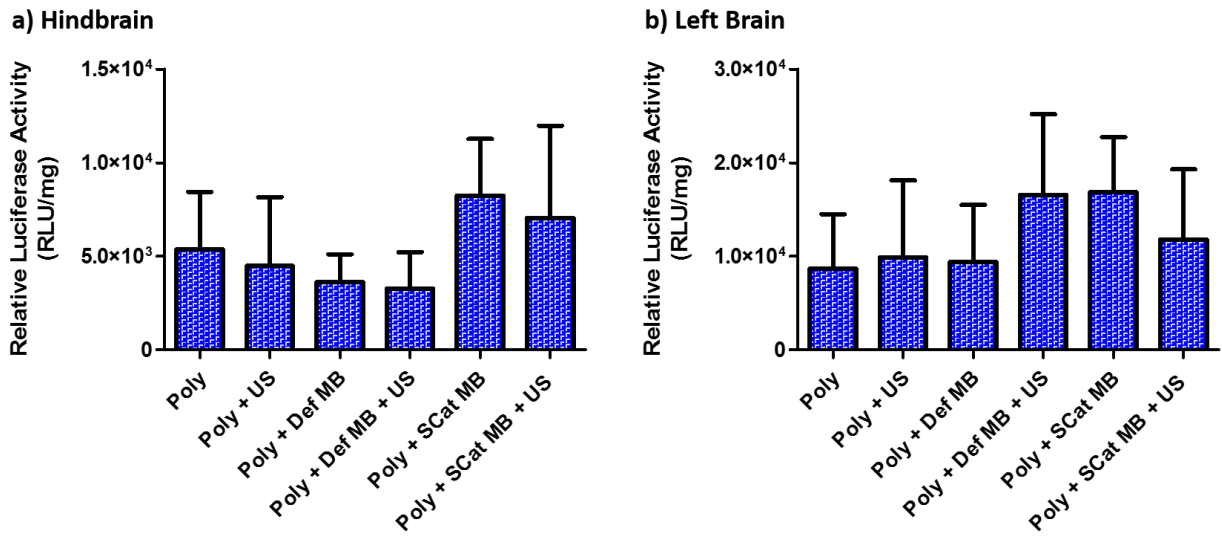 a) Hindbrain
Relative Luciferase Activity
(RLU/mg)
1.5×10⁴
1.0×10⁴
5.0×10³
0
Poly
Poly + US
Poly + Def MB
Poly + Def MB + US
Poly + SCat MB
Poly + SCat MB + US
b) Left Brain
Relative Luciferase Activity
(RLU/mg)
3.0×10⁴
2.0×10⁴
1.0×10⁴
0
Poly
Poly + US
Poly + Def MB
Poly + Def MB + US
Poly + SCat MB
Poly + SCat MB + US